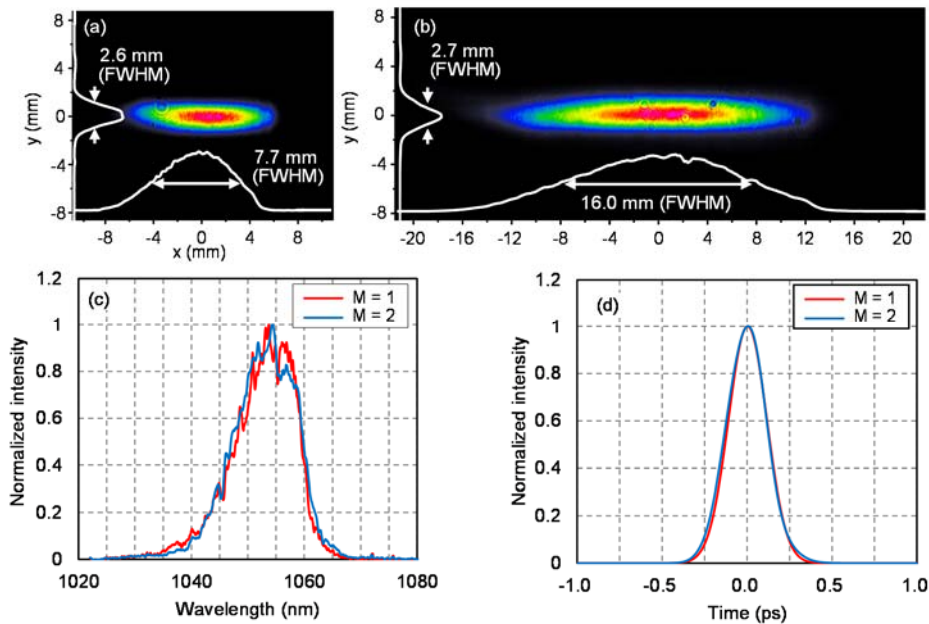 (a)
2.6 mm
(FWHM)
7.7 mm
(FWHM)
y (mm)
8
4
0
-4
-8
-8 -4 0 4 8
x (mm)
(b)
2.7 mm
(FWHM)
16.0 mm (FWHM)
y (mm)
8
4
0
-4
-8
-21 -16 -12 -8 -4 0 4 8 12 16 20
(c)
M = 1
M = 2
Normalized intensity
1.2
1
0.8
0.6
0.4
0.2
0
1020 1040 1060 1080
Wavelength (nm)
(d)
M = 1
M = 2
Normalized intensity
1.2
1
0.8
0.6
0.4
0.2
0
-1.0 -0.5 0.0 0.5 1.0
Time (ps)